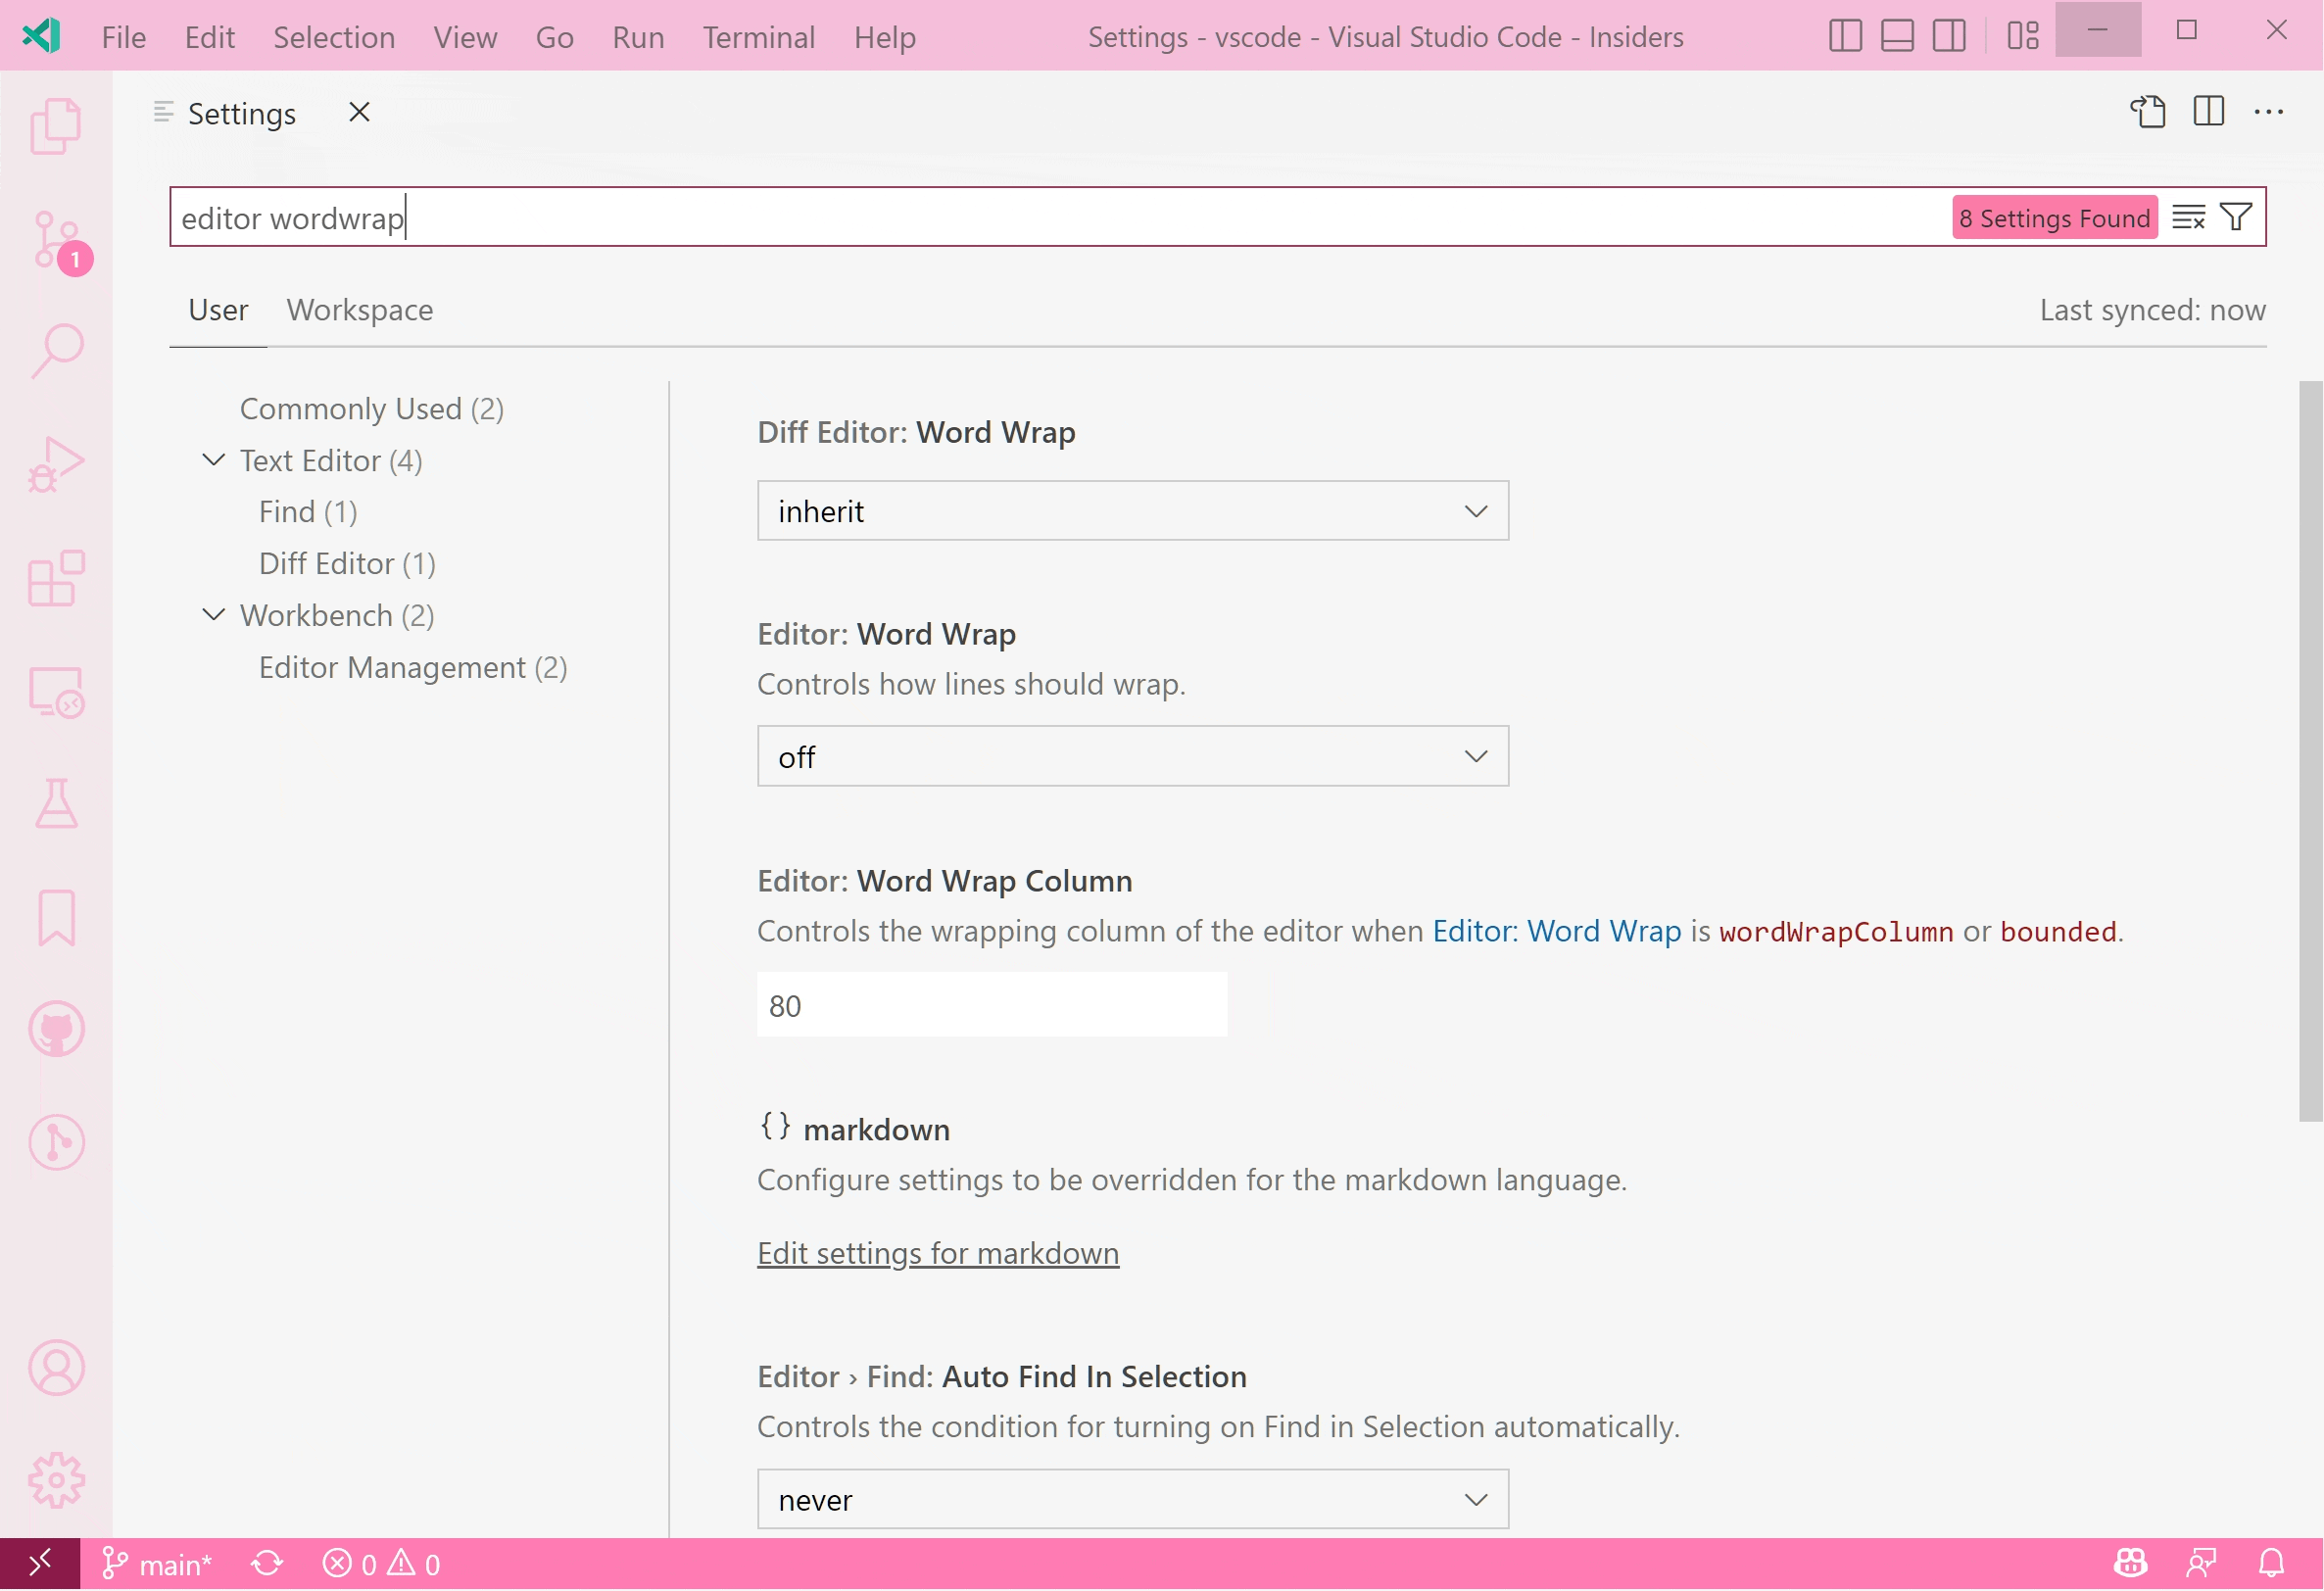 File Edit Selection View Go Run Terminal Help Settings - vscode - Visual Studio Code - Insiders
Settings
editor wordwrap 8 Settings Found
1
User Workspace Last synced: now
Commonly Used (2)
Text Editor (4)
Find (1)
Diff Editor (1)
Workbench (2)
Editor Management (2)
Diff Editor: Word Wrap
inherit
Editor: Word Wrap
Controls how lines should wrap.
off
Editor: Word Wrap Column
Controls the wrapping column of the editor when Editor: Word Wrap is wordWrapColumn or bounded.
80
{} markdown
Configure settings to be overridden for the markdown language.
Edit settings for markdown
Editor › Find: Auto Find In Selection
Controls the condition for turning on Find in Selection automatically.
never
main* 0 0